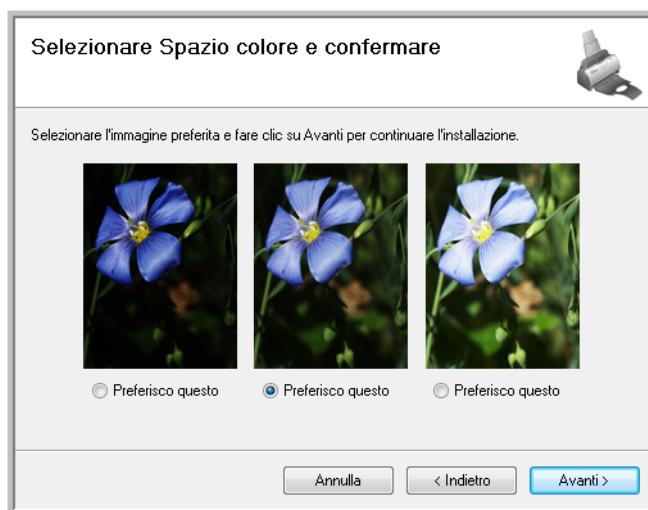 Selezionare Spazio colore e confermare
Selezionare l'immagine preferita e fare clic su Avanti per continuare l'installazione.
Preferisco questo
Preferisco questo
Preferisco questo
Annulla
< Indietro
Avanti >